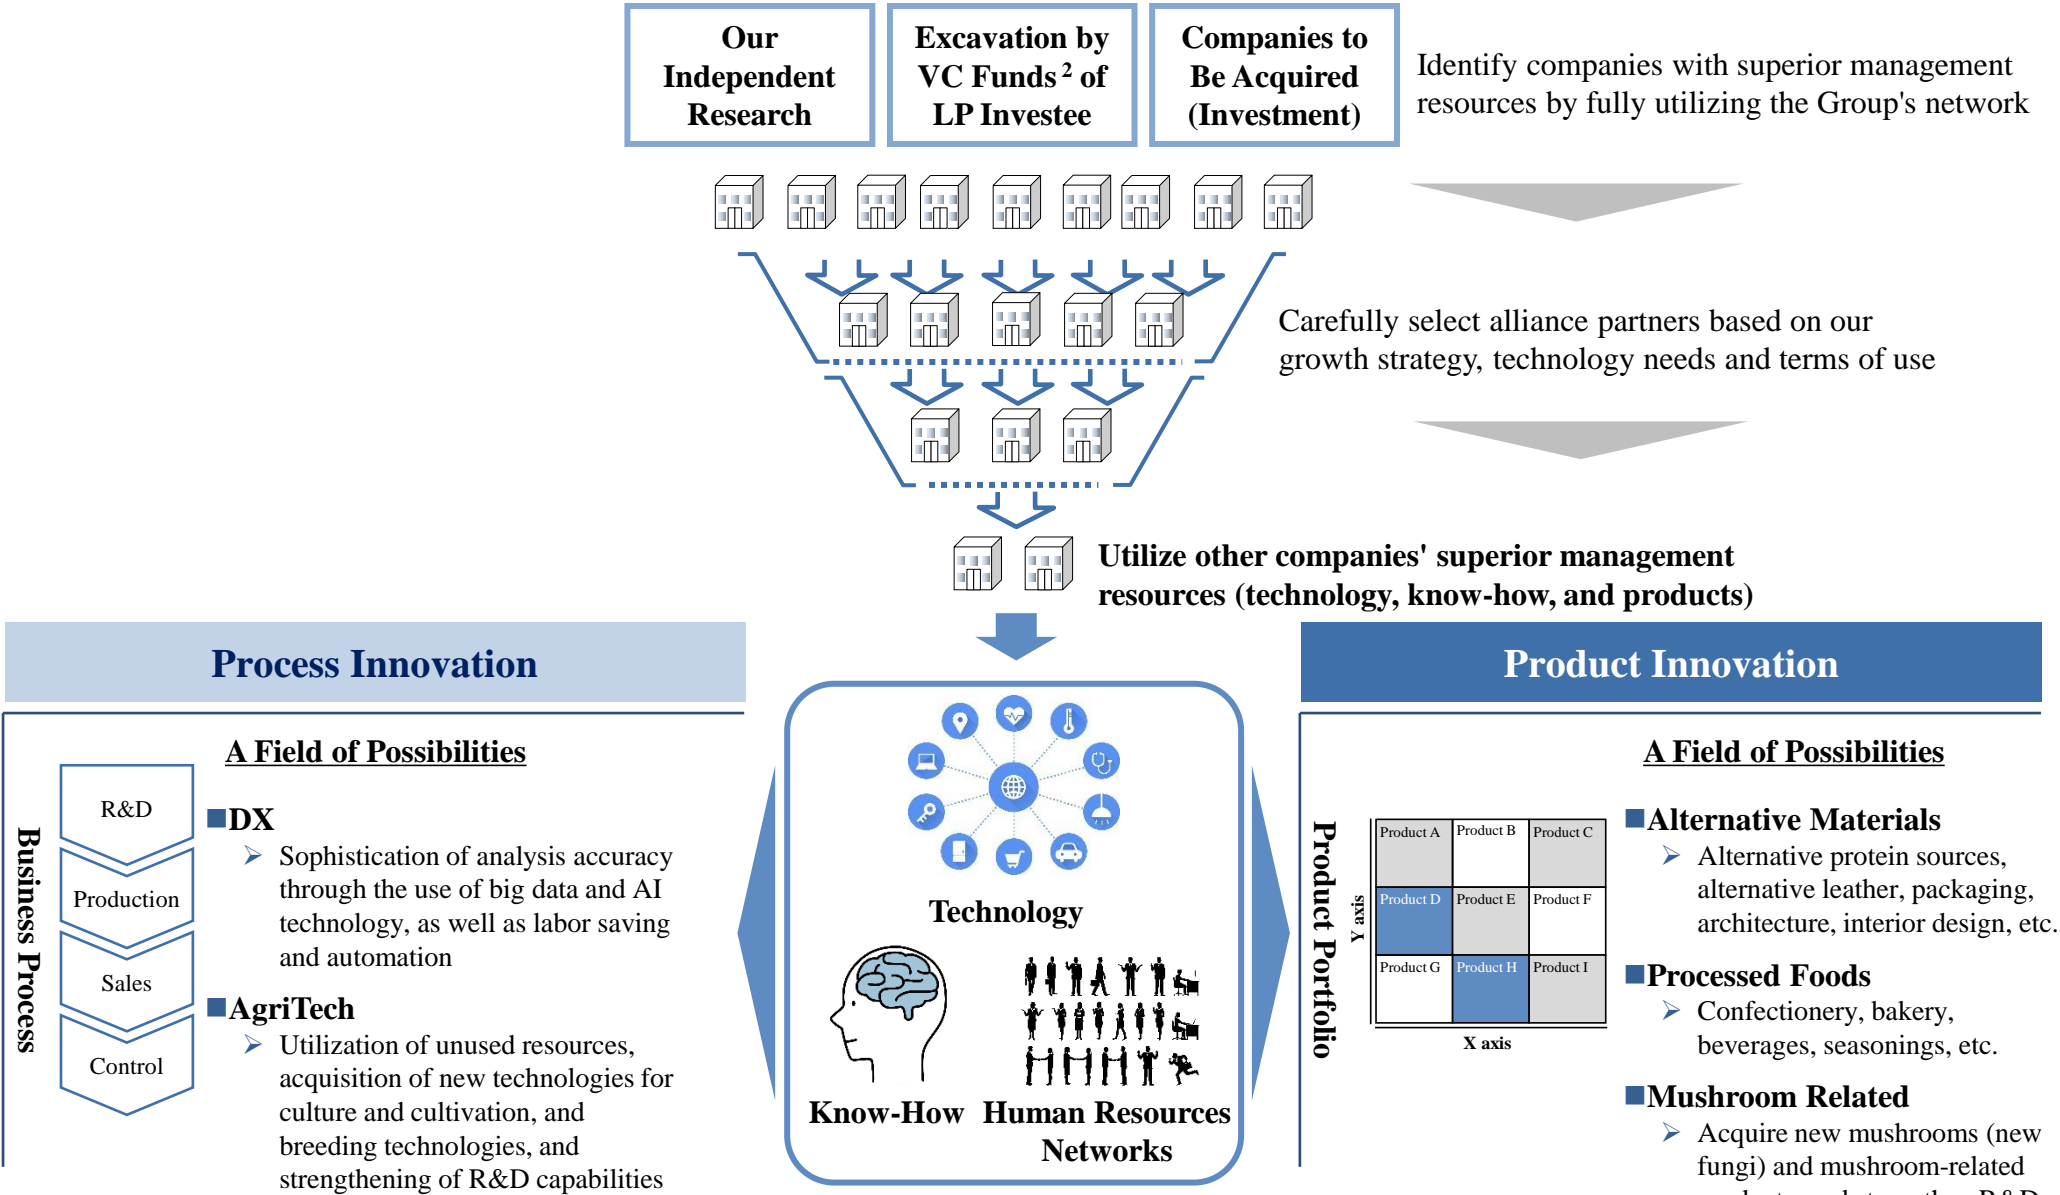 Our
Independent
Research
Excavation by
VC Funds 2 of
LP Investee
Companies to
Be Acquired
(Investment)
Identify companies with superior management
resources by fully utilizing the Group's network
Carefully select alliance partners based on our
growth strategy, technology needs and terms of use
Utilize other companies' superior management
resources (technology, know-how, and products)
Process Innovation
Business Process
R&D
Production
Sales
Control
A Field of Possibilities
DX
Sophistication of analysis accuracy
through the use of big data and AI
technology, as well as labor saving
and automation
AgriTech
Utilization of unused resources,
acquisition of new technologies for
culture and cultivation, and
breeding technologies, and
strengthening of R&D capabilities
Technology
Know-How
Human Resources
Networks
Product Innovation
Product Portfolio
Y axis
Product A
Product B
Product C
Product D
Product E
Product F
Product G
Product H
Product I
X axis
A Field of Possibilities
Alternative Materials
Alternative protein sources,
alternative leather, packaging,
architecture, interior design, etc.
Processed Foods
Confectionery, bakery,
beverages, seasonings, etc.
Mushroom Related
Acquire new mushrooms (new
fungi) and mushroom-related